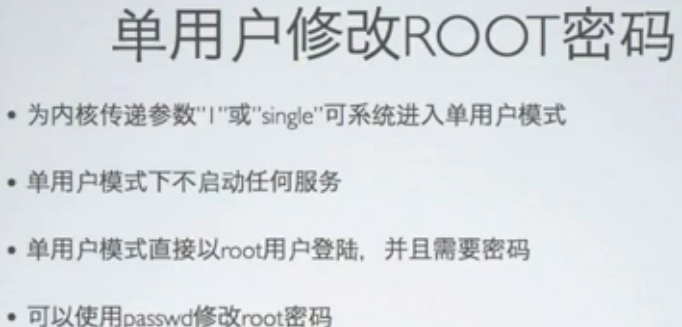 单用户修改ROOT密码
• 为内核传递参数"1"或"single"可系统进入单用户模式
• 单用户模式下不启动任何服务
• 单用户模式直接以root用户登陆，并且需要密码
• 可以使用passwd修改root密码